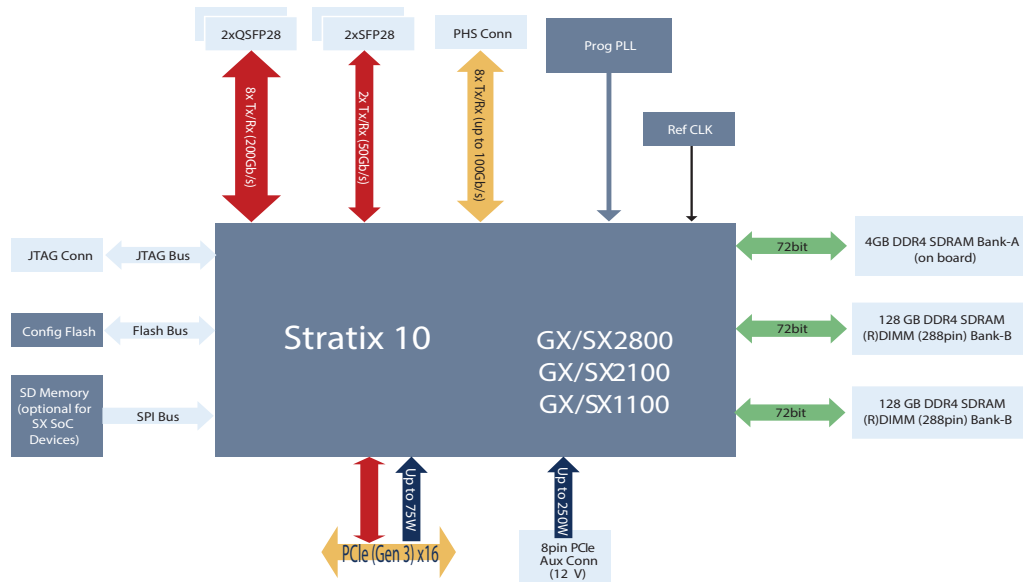 2xQSFP28
2xSFP28
PHS Conn
Prog PLL
Ref CLK
8x Tx/Rx (200Gb/s)
2x Tx/Rx (50Gb/s)
8x Tx/Rx (up to 100Gb/s)
JTAG Conn
JTAG Bus
Config Flash
Flash Bus
SD Memory
(optional for
SX SoC
Devices)
SPI Bus
Stratix 10
GX/SX2800
GX/SX2100
GX/SX1100
72bit
4GB DDR4 SDRAM Bank-A
(on board)
72bit
128 GB DDR4 SDRAM
(R)DIMM (288pin) Bank-B
72bit
128 GB DDR4 SDRAM
(R)DIMM (288pin) Bank-B
Up to 75W
PCIe (Gen 3) x16
Up to 250W
8pin PCIe
Aux Conn
(12 V)